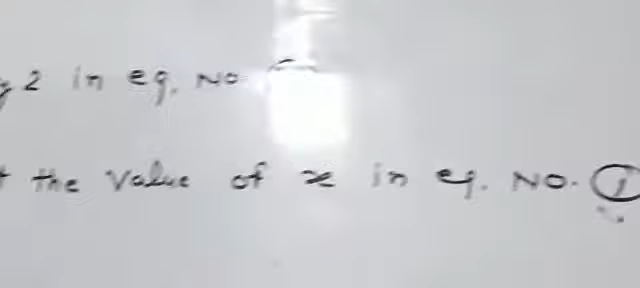 2 in eq. No.
the value of x in eq. No. ①